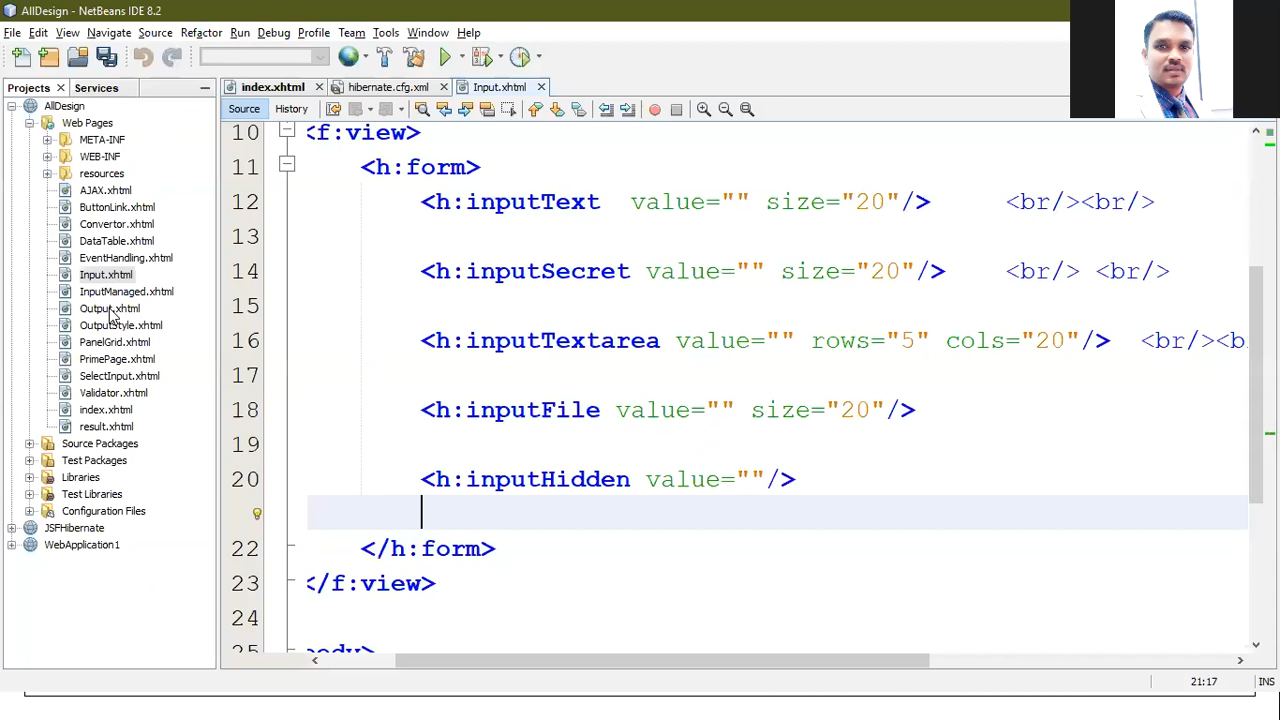 AllDesign - NetBeans IDE 8.2
File Edit View Navigate Source Refactor Run Debug Profile Team Tools Window Help
Projects Services
index.xhtml hibernate.cfg.xml Input.xhtml
Source History
AllDesign
Web Pages
META-INF
WEB-INF
resources
AJAX.xhtml
ButtonLink.xhtml
Convertor.xhtml
DataTable.xhtml
EventHandling.xhtml
Input.xhtml
InputManaged.xhtml
Output.xhtml
OutputStyle.xhtml
PanelGrid.xhtml
PrimePage.xhtml
SelectInput.xhtml
Validator.xhtml
index.xhtml
result.xhtml
Source Packages
Test Packages
Libraries
Test Libraries
Configuration Files
JSFHibernate
WebApplication1
10 <f:view>
11 <h:form>
12 <h:inputText value="" size="20"/> <br/><br/>
13
14 <h:inputSecret value="" size="20"/> <br/> <br/>
15
16 <h:inputTextarea value="" rows="5" cols="20"/> <br/><b
17
18 <h:inputFile value="" size="20"/>
19
20 <h:inputHidden value=""/>
22 </h:form>
23 </f:view>
24
25 body>
21:17 INS